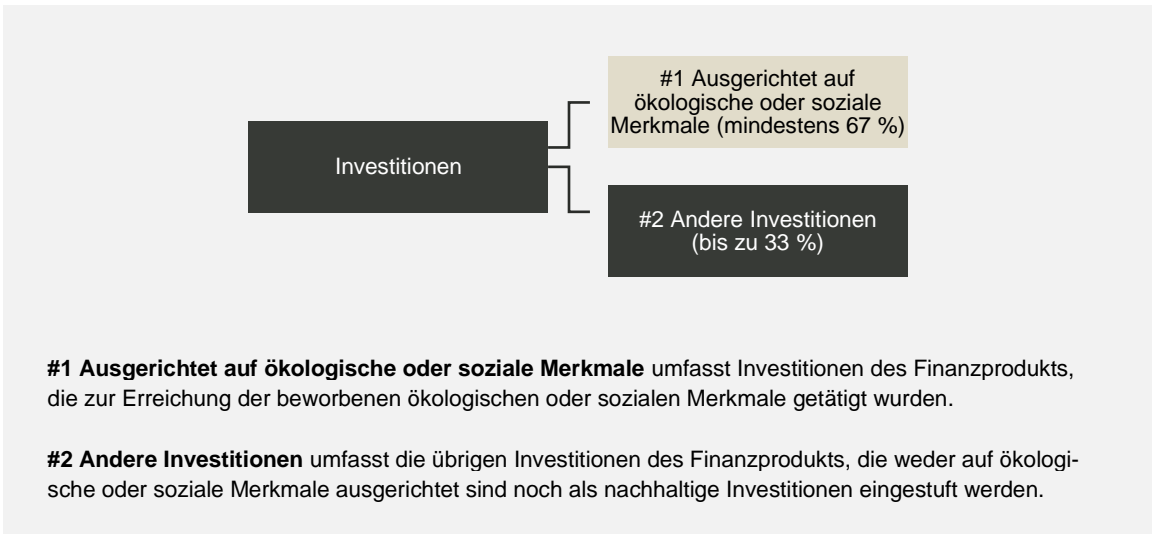 #1 Ausgerichtet auf
ökologische oder soziale
Merkmale (mindestens 67 %)
Investitionen
#2 Andere Investitionen
(bis zu 33 %)
#1 Ausgerichtet auf ökologische oder soziale Merkmale umfasst Investitionen des Finanzprodukts,
die zur Erreichung der beworbenen ökologischen oder sozialen Merkmale getätigt wurden.
#2 Andere Investitionen umfasst die übrigen Investitionen des Finanzprodukts, die weder auf ökologi-
sche oder soziale Merkmale ausgerichtet sind noch als nachhaltige Investitionen eingestuft werden.